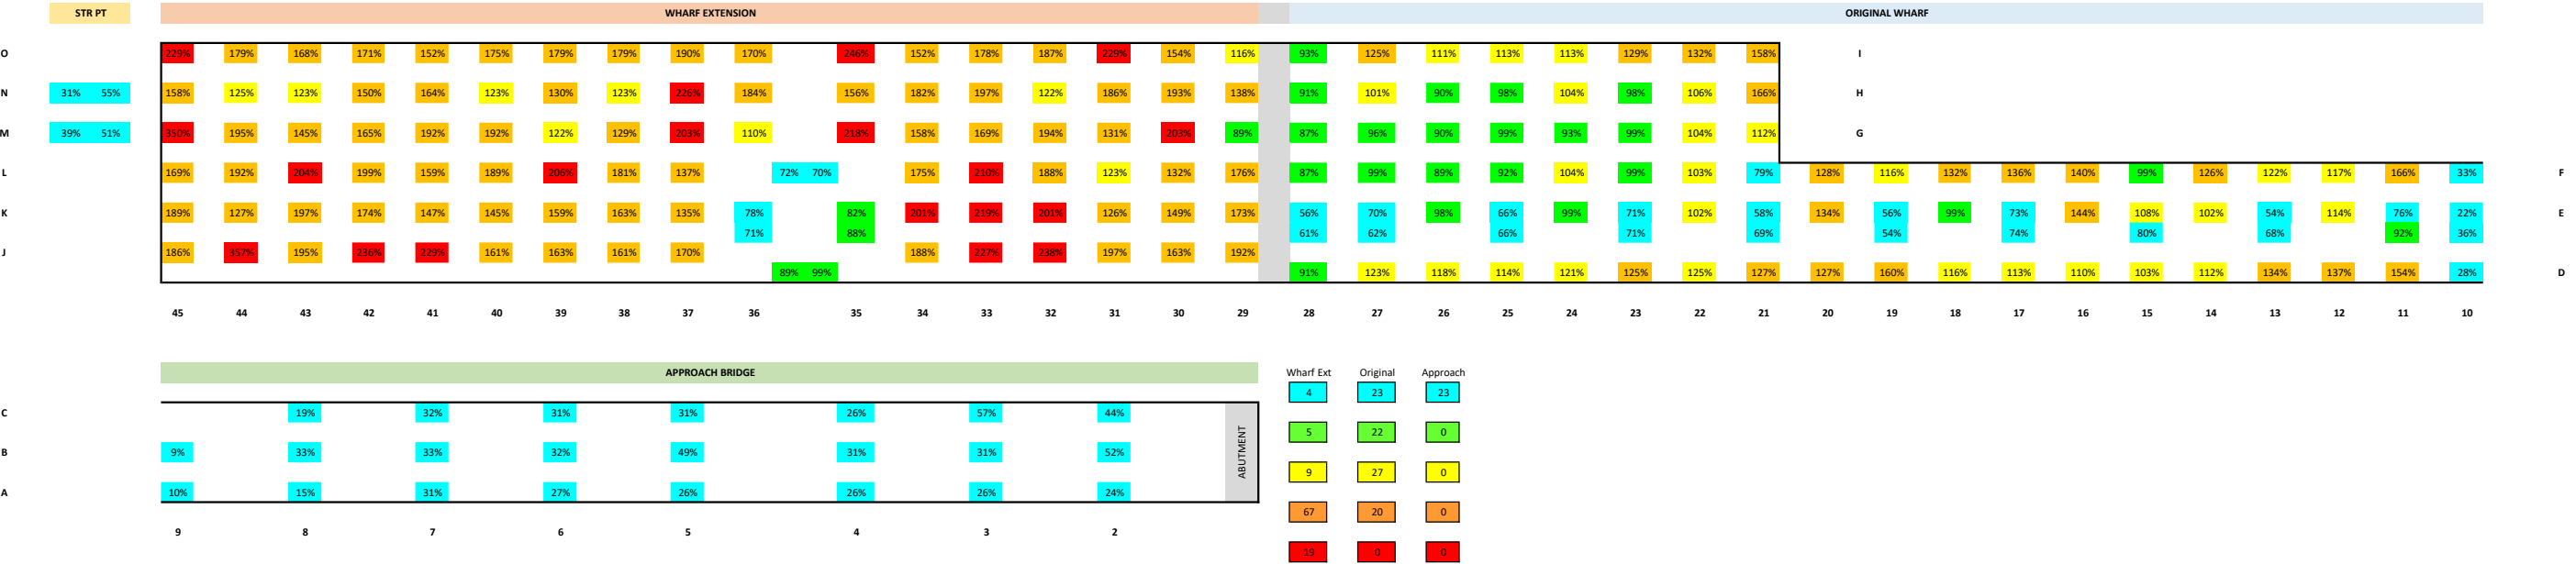 STR PT WHARF EXTENSION ORIGINAL WHARF
O 229% 179% 168% 171% 152% 175% 179% 179% 190% 170% 246% 152% 178% 187% 229% 154% 116% 93% 125% 111% 113% 113% 129% 132% 158% I
N 31% 55% 158% 125% 123% 150% 164% 123% 130% 123% 226% 184% 156% 182% 197% 122% 186% 193% 138% 91% 101% 90% 98% 104% 98% 106% 166% H
M 39% 51% 350% 195% 145% 165% 192% 192% 122% 129% 203% 110% 218% 158% 169% 194% 131% 203% 89% 87% 96% 90% 99% 93% 99% 104% 112% G
L 169% 192% 204% 199% 159% 189% 206% 181% 137% 72% 70% 175% 210% 188% 123% 132% 176% 87% 99% 89% 92% 104% 99% 103% 79% 128% 116% 132% 136% 140% 99% 126% 122% 117% 166% 33% F
K 189% 127% 197% 174% 147% 145% 159% 163% 135% 78% 82% 201% 219% 201% 126% 149% 173% 56% 70% 98% 66% 99% 71% 102% 58% 134% 56% 99% 73% 144% 108% 102% 54% 114% 76% 22% E
71% 88% 61% 62% 66% 71% 69% 54% 74% 80% 68% 92% 36%
J 186% 357% 195% 236% 229% 161% 163% 161% 170% 188% 227% 238% 197% 163% 192%
89% 99% 91% 123% 118% 114% 121% 125% 125% 127% 127% 160% 116% 113% 110% 103% 112% 134% 137% 154% 28% D
45 44 43 42 41 40 39 38 37 36 35 34 33 32 31 30 29 28 27 26 25 24 23 22 21 20 19 18 17 16 15 14 13 12 11 10
APPROACH BRIDGE Wharf Ext Original Approach
4 23 23
C 19% 32% 31% 31% 26% 57% 44%
5 22 0
B 9% 33% 33% 32% 49% 31% 31% 52% ABUTMENT
9 27 0
A 10% 15% 31% 27% 26% 26% 26% 24%
67 20 0
9 8 7 6 5 4 3 2
19 0 0